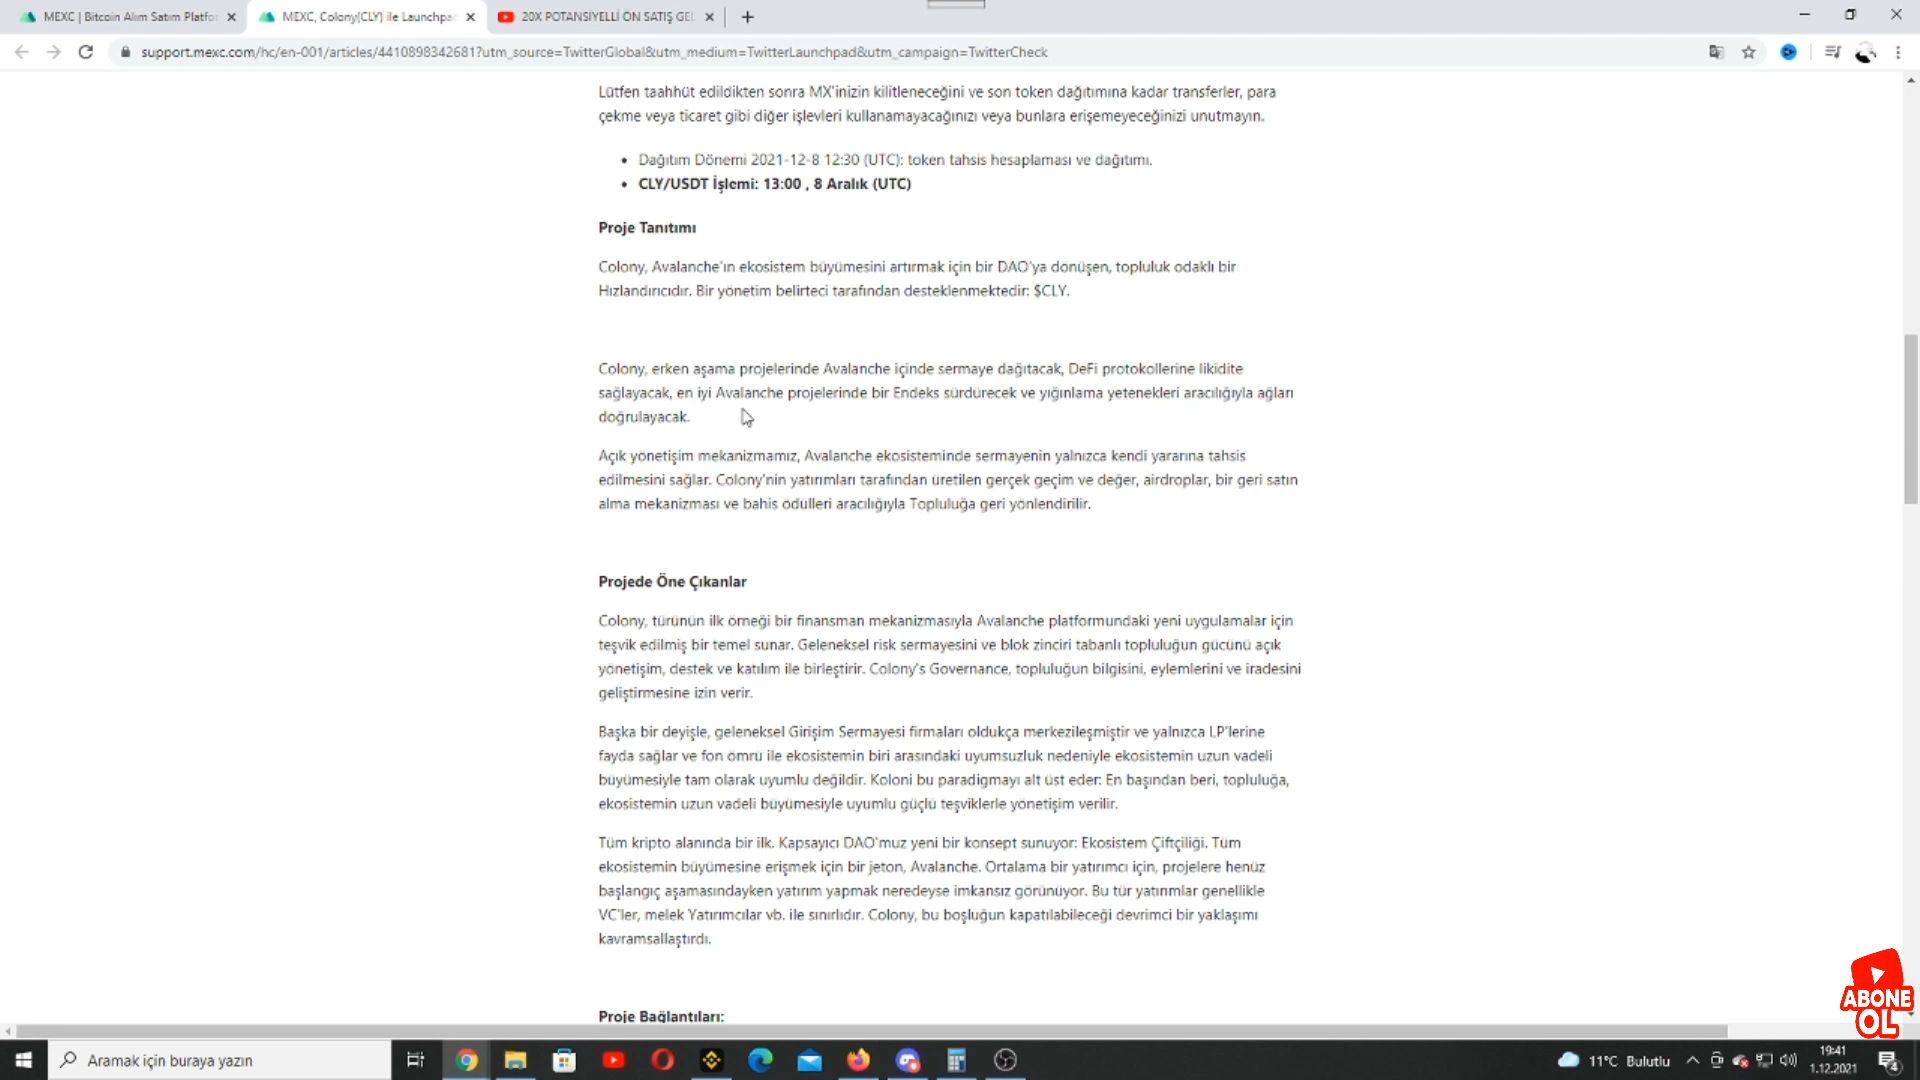 MEXC | Bitcoin Alım Satım Platfo
MEXC, Colony(CLY) ile Launchpa
20X POTANSİYELLİ ÖN SATIŞ GEL
support.mexc.com/hc/en-001/articles/4410898342681?utm_source=TwitterGlobal&utm_medium=TwitterLaunchpad&utm_campaign=TwitterCheck
Lütfen taahhüt edildikten sonra MX'inizin kilitleneceğini ve son token dağıtımına kadar transferler, para
çekme veya ticaret gibi diğer işlevleri kullanamayacağınızı veya bunlara erişemeyeceğinizi unutmayın.
• Dağıtım Dönemi 2021-12-8 12:30 (UTC): token tahsis hesaplaması ve dağıtımı.
• CLY/USDT İşlemi: 13:00 , 8 Aralık (UTC)
Proje Tanıtımı
Colony, Avalanche'ın ekosistem büyümesini artırmak için bir DAO'ya dönüşen, topluluk odaklı bir
Hızlandırıcıdır. Bir yönetim belirteci tarafından desteklenmektedir: $CLY.
Colony, erken aşama projelerinde Avalanche içinde sermaye dağıtacak, DeFi protokollerine likidite
sağlayacak, en iyi Avalanche projelerinde bir Endeks sürdürecek ve yığınlama yetenekleri aracılığıyla ağları
doğrulayacak.
Açık yönetişim mekanizmamız, Avalanche ekosisteminde sermayenin yalnızca kendi yararına tahsis
edilmesini sağlar. Colony'nin yatırımları tarafından üretilen gerçek geçim ve değer, airdroplar, bir geri satın
alma mekanizması ve bahis ödülleri aracılığıyla Topluluğa geri yönlendirilir.
Projede Öne Çıkanlar
Colony, türünün ilk örneği bir finansman mekanizmasıyla Avalanche platformundaki yeni uygulamalar için
teşvik edilmiş bir temel sunar. Geleneksel risk sermayesini ve blok zinciri tabanlı topluluğun gücünü açık
yönetişim, destek ve katılım ile birleştirir. Colony's Governance, topluluğun bilgisini, eylemlerini ve iradesini
geliştirmesine izin verir.
Başka bir deyişle, geleneksel Girişim Sermayesi firmaları oldukça merkezileşmiştir ve yalnızca LP'lerine
fayda sağlar ve fon ömrü ile ekosistemin biri arasındaki uyumsuzluk nedeniyle ekosistemin uzun vadeli
büyümesiyle tam olarak uyumlu değildir. Koloni bu paradigmayı alt üst eder: En başından beri, topluluğa,
ekosistemin uzun vadeli büyümesiyle uyumlu güçlü teşviklerle yönetişim verilir.
Tüm kripto alanında bir ilk. Kapsayıcı DAO'muz yeni bir konsept sunuyor: Ekosistem Çiftçiliği. Tüm
ekosistemin büyümesine erişmek için bir jeton, Avalanche. Ortalama bir yatırımcı için, projelere henüz
başlangıç aşamasındayken yatırım yapmak neredeyse imkansız görünüyor. Bu tür yatırımlar genellikle
VC'ler, melek Yatırımcılar vb. ile sınırlıdır. Colony, bu boşluğun kapatılabileceği devrimci bir yaklaşımı
kavramsallaştırdı.
Proje Bağlantıları:
ABONE
OL
Aramak için buraya yazın
11°C Bulutlu
19:41
1.12.2021
4